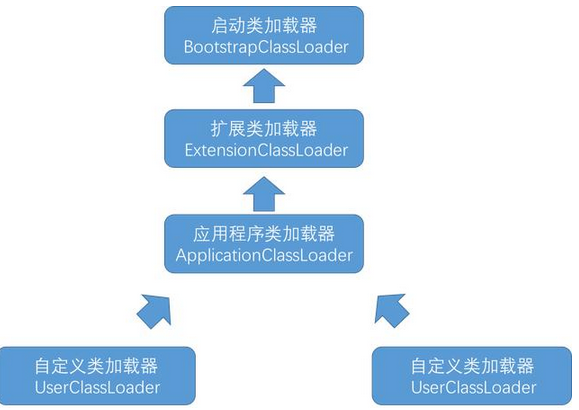 启动类加载器
BootstrapClassLoader
扩展类加载器
ExtensionClassLoader
应用程序类加载器
ApplicationClassLoader
自定义类加载器
UserClassLoader
自定义类加载器
UserClassLoader